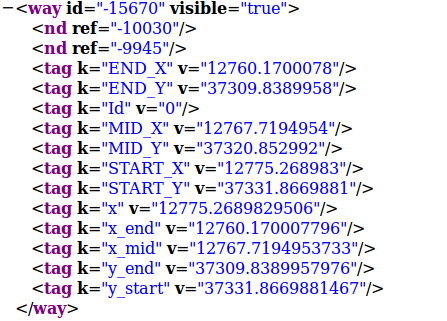 −<way id="-15670" visible="true">
<nd ref="-10030"/>
<nd ref="-9945"/>
<tag k="END_X" v="12760.1700078"/>
<tag k="END_Y" v="37309.8389958"/>
<tag k="Id" v="0"/>
<tag k="MID_X" v="12767.7194954"/>
<tag k="MID_Y" v="37320.852992"/>
<tag k="START_X" v="12775.268983"/>
<tag k="START_Y" v="37331.8669881"/>
<tag k="x" v="12775.2689829506"/>
<tag k="x_end" v="12760.170007796"/>
<tag k="x_mid" v="12767.7194953733"/>
<tag k="y_end" v="37309.8389957976"/>
<tag k="y_start" v="37331.8669881467"/>
</way>